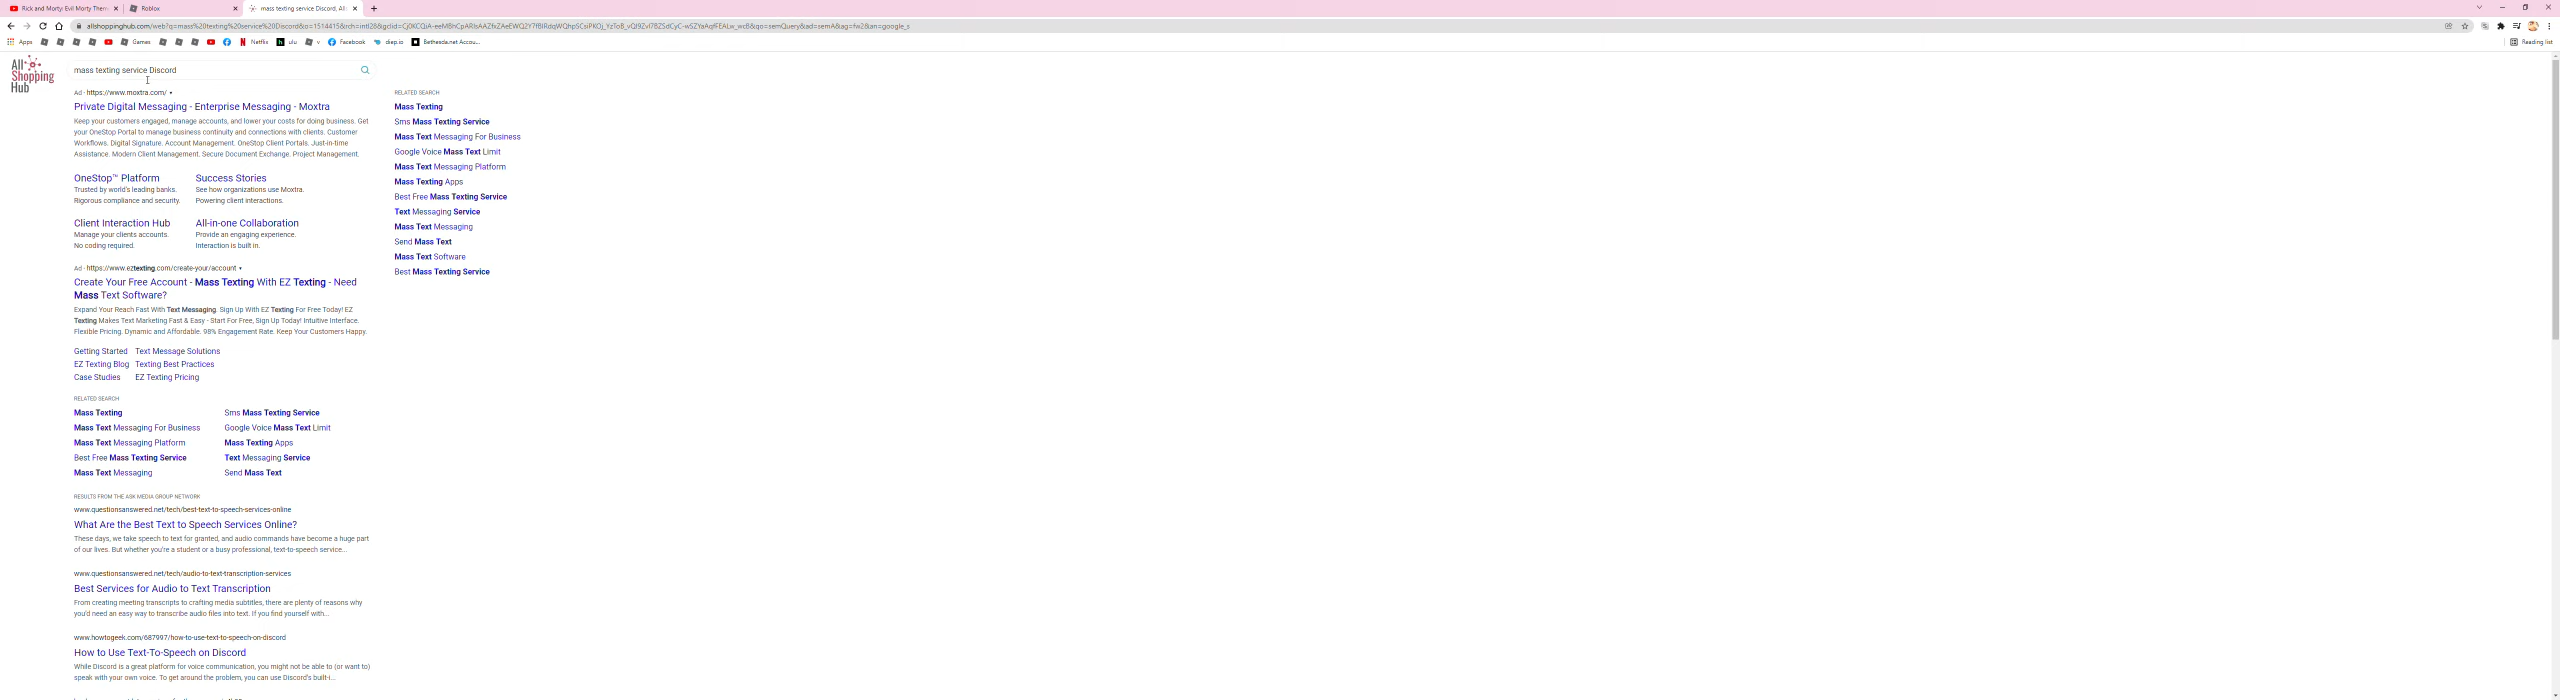 Rick and Morty: Evil Morty Them
Roblox
mass texting service Discord, All
Apps
Games
Netflix
ulu
v
Facebook
diep.io
Bethesda.net Accou...
Reading list
All
Shopping
Hub
mass texting service Discord
Ad · https://www.moxtra.com/
Private Digital Messaging - Enterprise Messaging - Moxtra
Keep your customers engaged, manage accounts, and lower your costs for doing business. Get
your OneStop Portal to manage business continuity and connections with clients. Customer
Workflows. Digital Signature. Account Management. OneStop Client Portals. Just-in-time
Assistance. Modern Client Management. Secure Document Exchange. Project Management.
OneStop™ Platform
Trusted by world's leading banks.
Rigorous compliance and security.
Success Stories
See how organizations use Moxtra.
Powering client interactions.
Client Interaction Hub
Manage your clients accounts.
No coding required.
All-in-one Collaboration
Provide an engaging experience.
Interaction is built in.
Ad · https://www.eztexting.com/create-your/account
Create Your Free Account - Mass Texting With EZ Texting - Need
Mass Text Software?
Expand Your Reach Fast With Text Messaging. Sign Up With EZ Texting For Free Today! EZ
Texting Makes Text Marketing Fast & Easy - Start For Free, Sign Up Today! Intuitive Interface.
Flexible Pricing. Dynamic and Affordable. 98% Engagement Rate. Keep Your Customers Happy.
Getting Started Text Message Solutions
EZ Texting Blog Texting Best Practices
Case Studies EZ Texting Pricing
RELATED SEARCH
Mass Texting
Sms Mass Texting Service
Mass Text Messaging For Business
Google Voice Mass Text Limit
Mass Text Messaging Platform
Mass Texting Apps
Best Free Mass Texting Service
Text Messaging Service
Mass Text Messaging
Send Mass Text
RESULTS FROM THE ASK MEDIA GROUP NETWORK
www.questionsanswered.net/tech/best-text-to-speech-services-online
What Are the Best Text to Speech Services Online?
These days, we take speech to text for granted, and audio commands have become a huge part
of our lives. But whether you're a student or a busy professional, text-to-speech service...
www.questionsanswered.net/tech/audio-to-text-transcription-services
Best Services for Audio to Text Transcription
From creating meeting transcripts to crafting media subtitles, there are plenty of reasons why
you'd need an easy way to transcribe audio files into text. If you find yourself with...
www.howtogeek.com/687997/how-to-use-text-to-speech-on-discord
How to Use Text-To-Speech on Discord
While Discord is a great platform for voice communication, you might not be able to (or want to)
speak with your own voice. To get around the problem, you can use Discord's built-i...
RELATED SEARCH
Mass Texting
Sms Mass Texting Service
Mass Text Messaging For Business
Google Voice Mass Text Limit
Mass Text Messaging Platform
Mass Texting Apps
Best Free Mass Texting Service
Text Messaging Service
Mass Text Messaging
Send Mass Text
Mass Text Software
Best Mass Texting Service